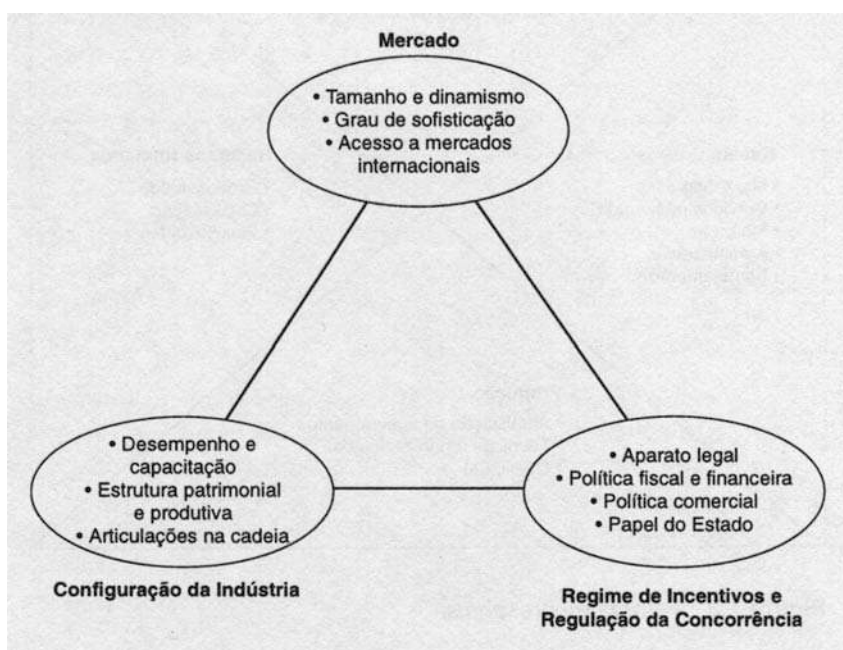 Mercado
• Tamanho e dinamismo
• Grau de sofisticação
• Acesso a mercados
internacionais
• Desempenho e
capacitação
• Estrutura patrimonial
e produtiva
• Articulações na cadeia
Configuração da Indústria
• Aparato legal
• Política fiscal e financeira
• Política comercial
• Papel do Estado
Regime de Incentivos e
Regulação da Concorrência